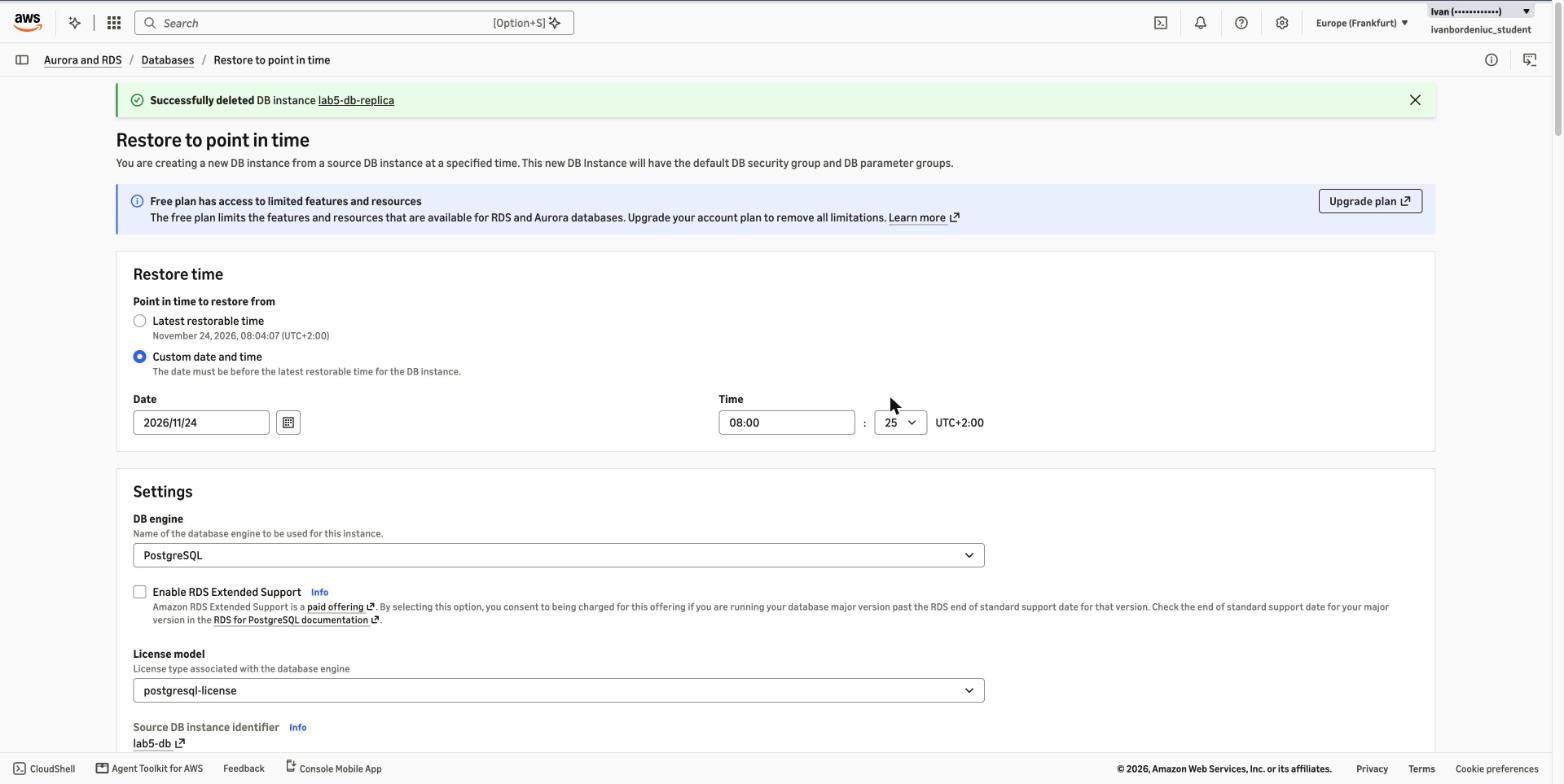 aws
Search
[Option+S]
Europe (Frankfurt)
Ivan (············)
ivanbordeniuc_student
Aurora and RDS / Databases / Restore to point in time
Successfully deleted DB instance lab5-db-replica
Restore to point in time
You are creating a new DB instance from a source DB instance at a specified time. This new DB Instance will have the default DB security group and DB parameter groups.
Free plan has access to limited features and resources
The free plan limits the features and resources that are available for RDS and Aurora databases. Upgrade your account plan to remove all limitations. Learn more
Upgrade plan
Restore time
Point in time to restore from
Latest restorable time
November 24, 2026, 08:04:07 (UTC+2:00)
Custom date and time
The date must be before the latest restorable time for the DB instance.
Date
Time
2026/11/24
08:00 : 25 UTC+2:00
Settings
DB engine
Name of the database engine to be used for this instance.
PostgreSQL
Enable RDS Extended Support Info
Amazon RDS Extended Support is a paid offering. By selecting this option, you consent to being charged for this offering if you are running your database major version past the RDS end of standard support date for that version. Check the end of standard support date for your major
version in the RDS for PostgreSQL documentation.
License model
License type associated with the database engine
postgresql-license
Source DB instance identifier Info
lab5-db
CloudShell
Agent Toolkit for AWS
Feedback
Console Mobile App
© 2026, Amazon Web Services, Inc. or its affiliates.
Privacy
Terms
Cookie preferences